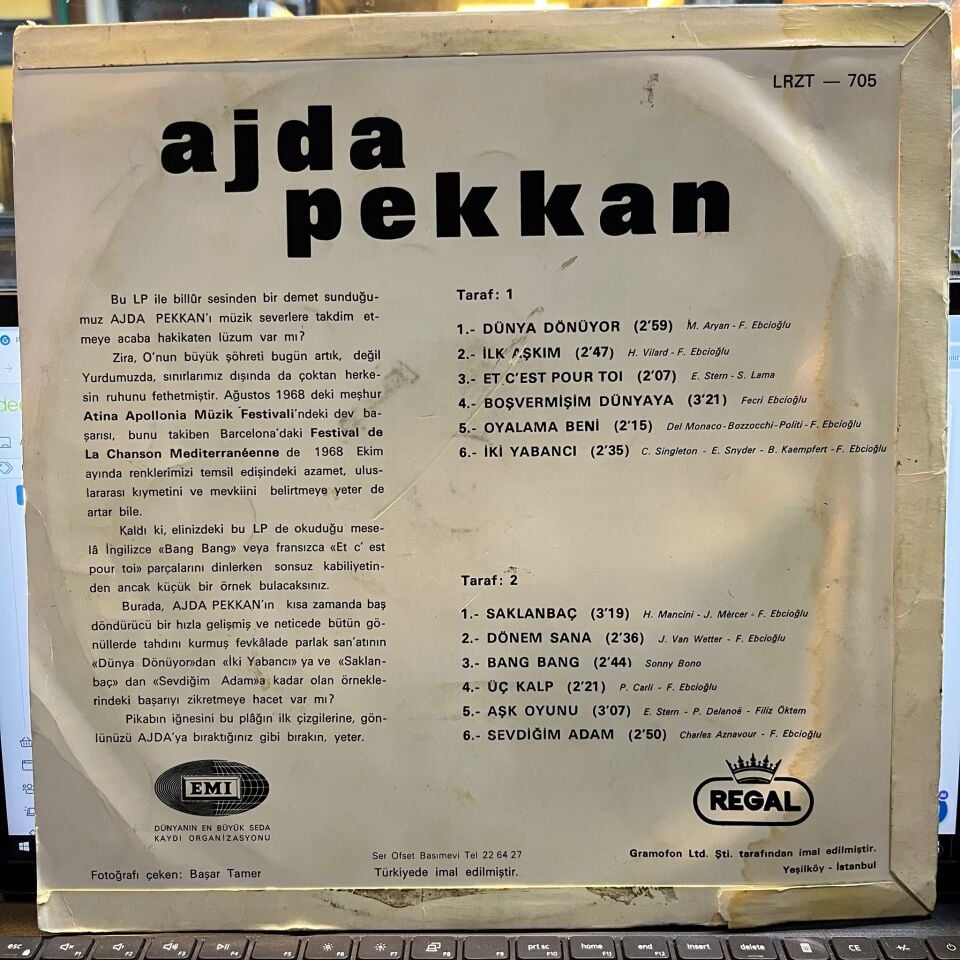 LRZT — 705
ajda
pekkan
Bu LP ile billûr sesinden bir demet sunduğu-
muz AJDA PEKKAN'ı müzik severlere takdim et-
meye acaba hakikaten lüzum var mı?
Zira, O'nun büyük şöhreti bugün artık, değil
Yurdumuzda, sınırlarımız dışında da çoktan herke-
sin ruhunu fethetmiştir. Ağustos 1968 deki meşhur
Atina Apollonia Müzik Festivali'ndeki dev ba-
şarısı, bunu takiben Barcelona'daki Festival de
La Chanson Mediterranéenne de 1968 Ekim
ayında renklerimizi temsil edişindeki azamet, ulus-
lararası kıymetini ve mevkiini belirtmeye yeter de
artar bile.
Kaldı ki, elinizdeki bu LP de okuduğu mese-
lâ İngilizce «Bang Bang» veya fransızca «Et c' est
pour toi» parçalarını dinlerken sonsuz kabiliyetin-
den ancak küçük bir örnek bulacaksınız.
Burada, AJDA PEKKAN'ın kısa zamanda baş
döndürücü bir hızla gelişmiş ve neticede bütün gö-
nüllerde tahdını kurmuş fevkâlade parlak san'atının
«Dünya Dönüyor»dan «İki Yabancı» ya ve «Saklan-
baç» dan «Sevdiğim Adam»a kadar olan örnekle-
rindeki başarıyı zikretmeye hacet var mı?
Pikabın iğnesini bu plâğın ilk çizgilerine, gön-
lünüzü AJDA'ya bıraktığınız gibi bırakın, yeter.
Taraf: 1
1.- DÜNYA DÖNÜYOR (2'59) M. Aryan - F. Ebcioğlu
2.- İLK AŞKIM (2'47) H. Vilard - F. Ebcioğlu
3.- ET C'EST POUR TOI (2'07) E. Stern - S. Lama
4.- BOŞVERMİŞİM DÜNYAYA (3'21) Fecri Ebcioğlu
5.- OYALAMA BENİ (2'15) Del Monaco-Bozzocchi-Politi - F. Ebcioğlu
6.- İKİ YABANCI (2'35) C. Singleton - E. Snyder - B. Kaempfert - F. Ebcioğlu
Taraf: 2
1.- SAKLANBAÇ (3'19) H. Mancini - J. Mèrcer - F. Ebcioğlu
2.- DÖNEM SANA (2'36) J. Van Wetter - F. Ebcioğlu
3.- BANG BANG (2'44) Sonny Bono
4.- ÜÇ KALP (2'21) P. Carli - F. Ebcioğlu
5.- AŞK OYUNU (3'07) E. Stern - P. Delanoë - Filiz Öktem
6.- SEVDİĞİM ADAM (2'50) Charles Aznavour - F. Ebcioğlu
EMI
DÜNYANIN EN BÜYÜK SEDA
KAYDI ORGANİZASYONU
REGAL
Fotoğrafı çeken: Başar Tamer
Ser Ofset Basımevi Tel 22 64 27
Türkiyede imal edilmiştir.
Gramofon Ltd. Şti. tarafından imal edilmiştir.
Yeşilköy - İstanbul
esc
prt sc
home
end
insert
delete
CE